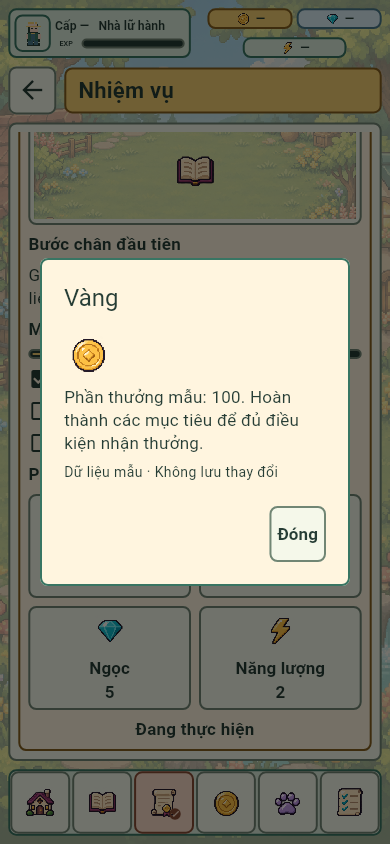 Cấp —
Nhà lữ hành
EXP
—
—
—
Nhiệm vụ
Bước chân đầu tiên
G
liê
M
Vàng
Phần thưởng mẫu: 100. Hoàn
thành các mục tiêu để đủ điều
kiện nhận thưởng.
Dữ liệu mẫu · Không lưu thay đổi
P
Đóng
Ngọc
5
Năng lượng
2
Đang thực hiện